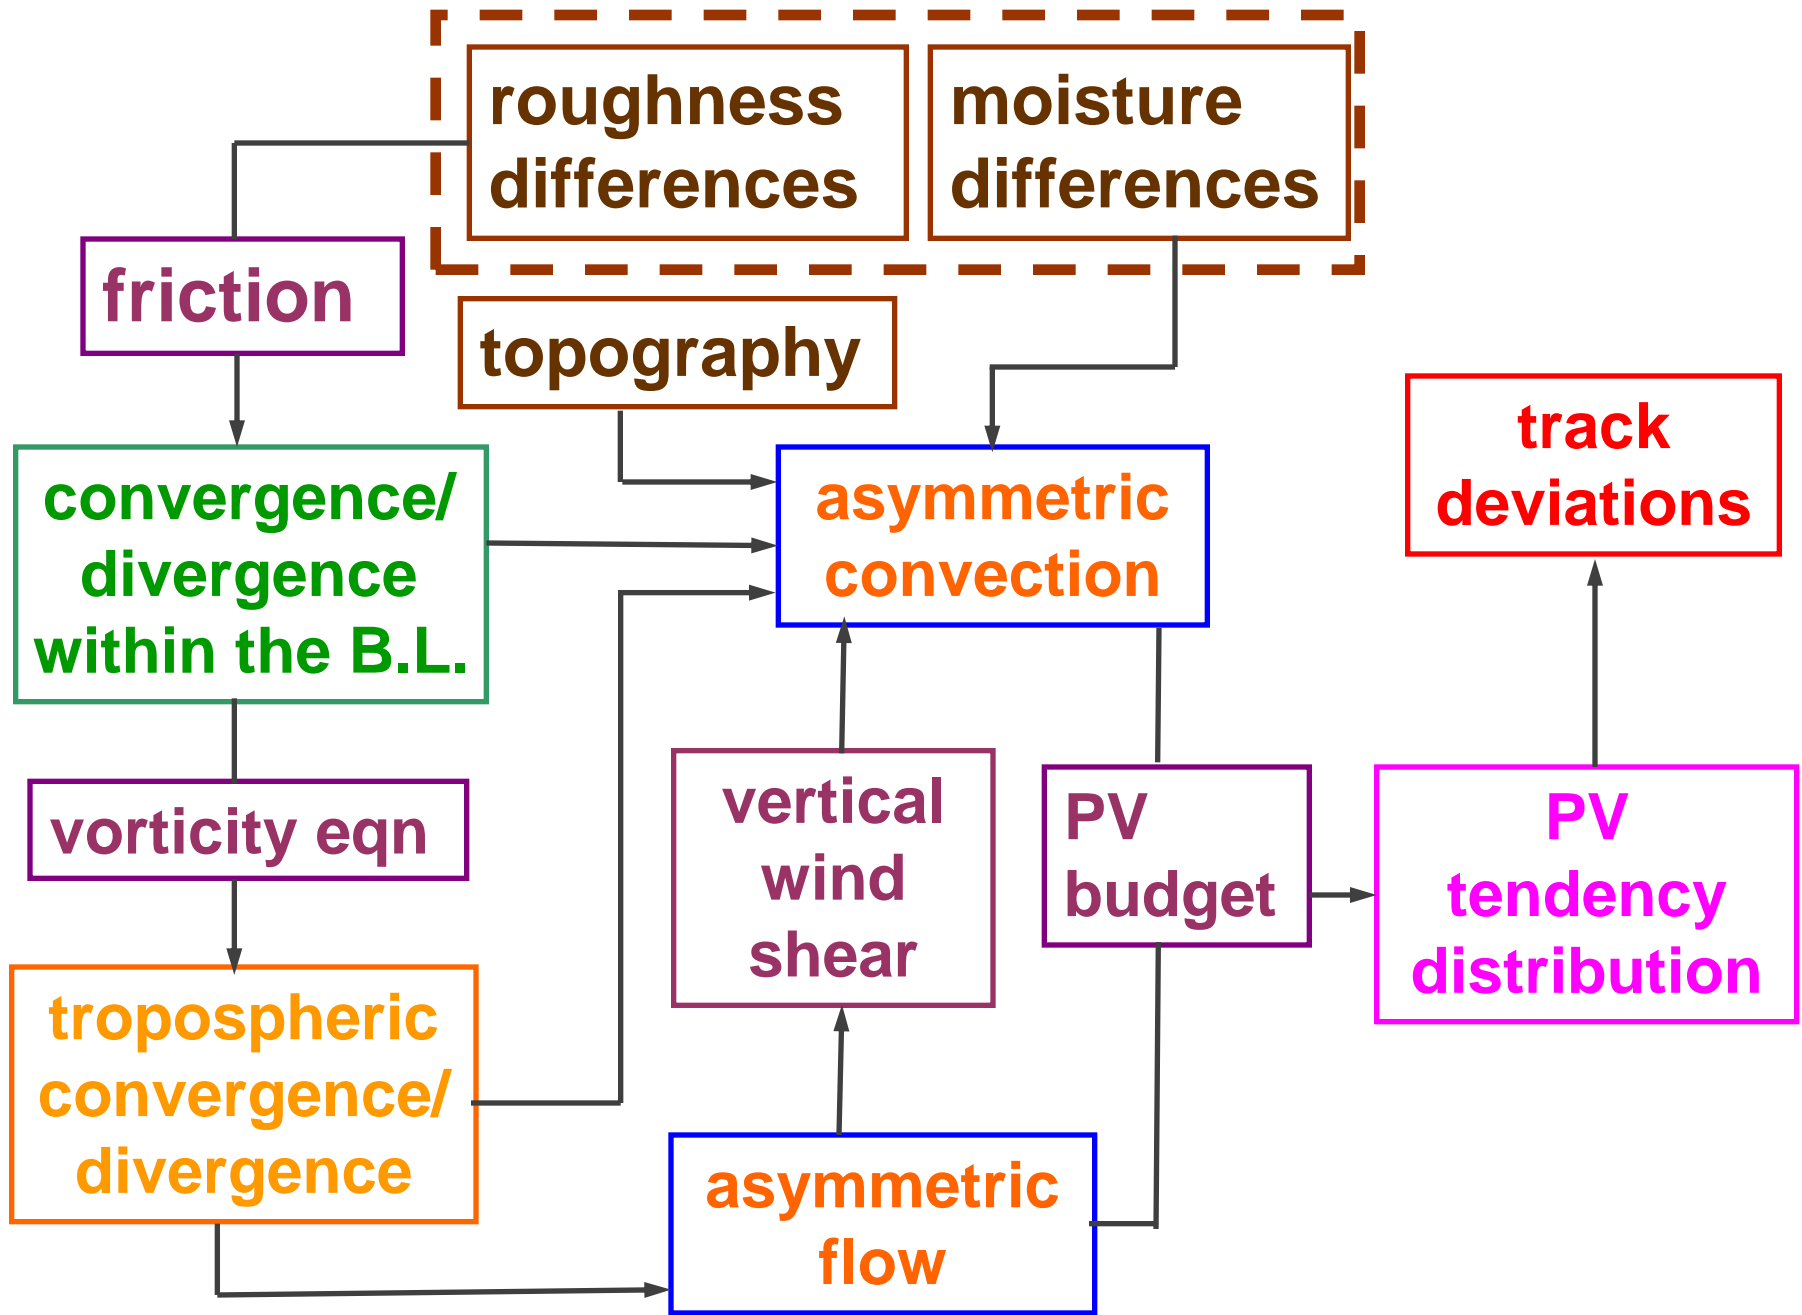 roughness
differences
moisture
differences
friction
topography
track
deviations
convergence/
divergence
within the B.L.
asymmetric
convection
vorticity eqn
vertical
wind
shear
PV
budget
PV
tendency
distribution
tropospheric
convergence/
divergence
asymmetric
flow